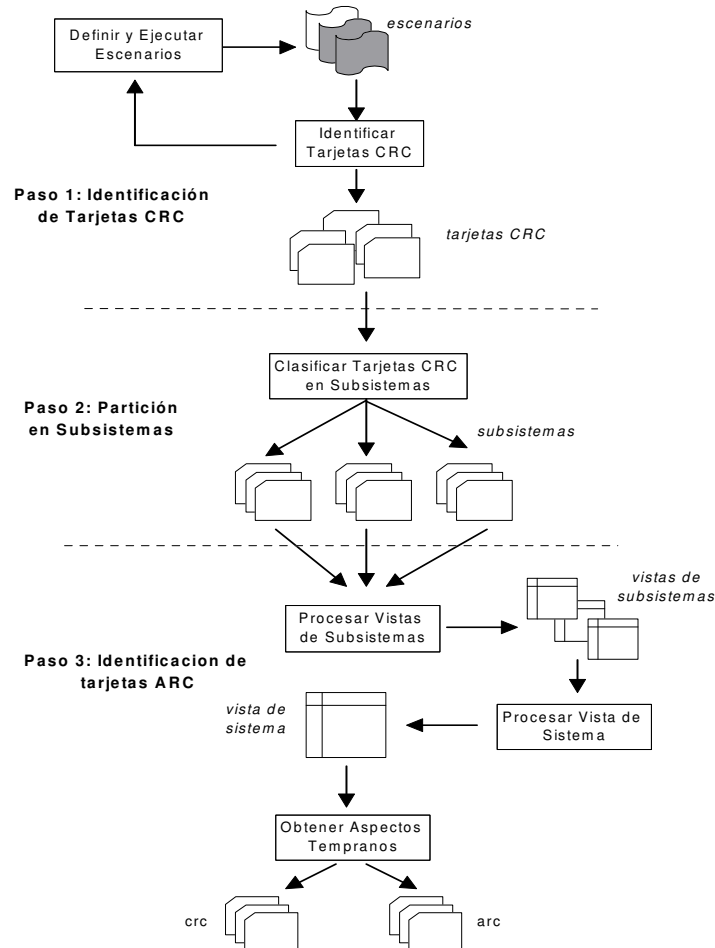 Definir y Ejecutar
Escenarios
escenarios
Identificar
Tarjetas CRC
Paso 1: Identificación
de Tarjetas CRC
tarjetas CRC
Clasificar Tarjetas CRC
en Subsistemas
Paso 2: Partición
en Subsistemas
subsistemas
vistas de
subsistemas
Procesar Vistas
de Subsistemas
Paso 3: Identificacion de
tarjetas ARC
vista de
sistema
Procesar Vista de
Sistema
Obtener Aspectos
Tempranos
crc
arc